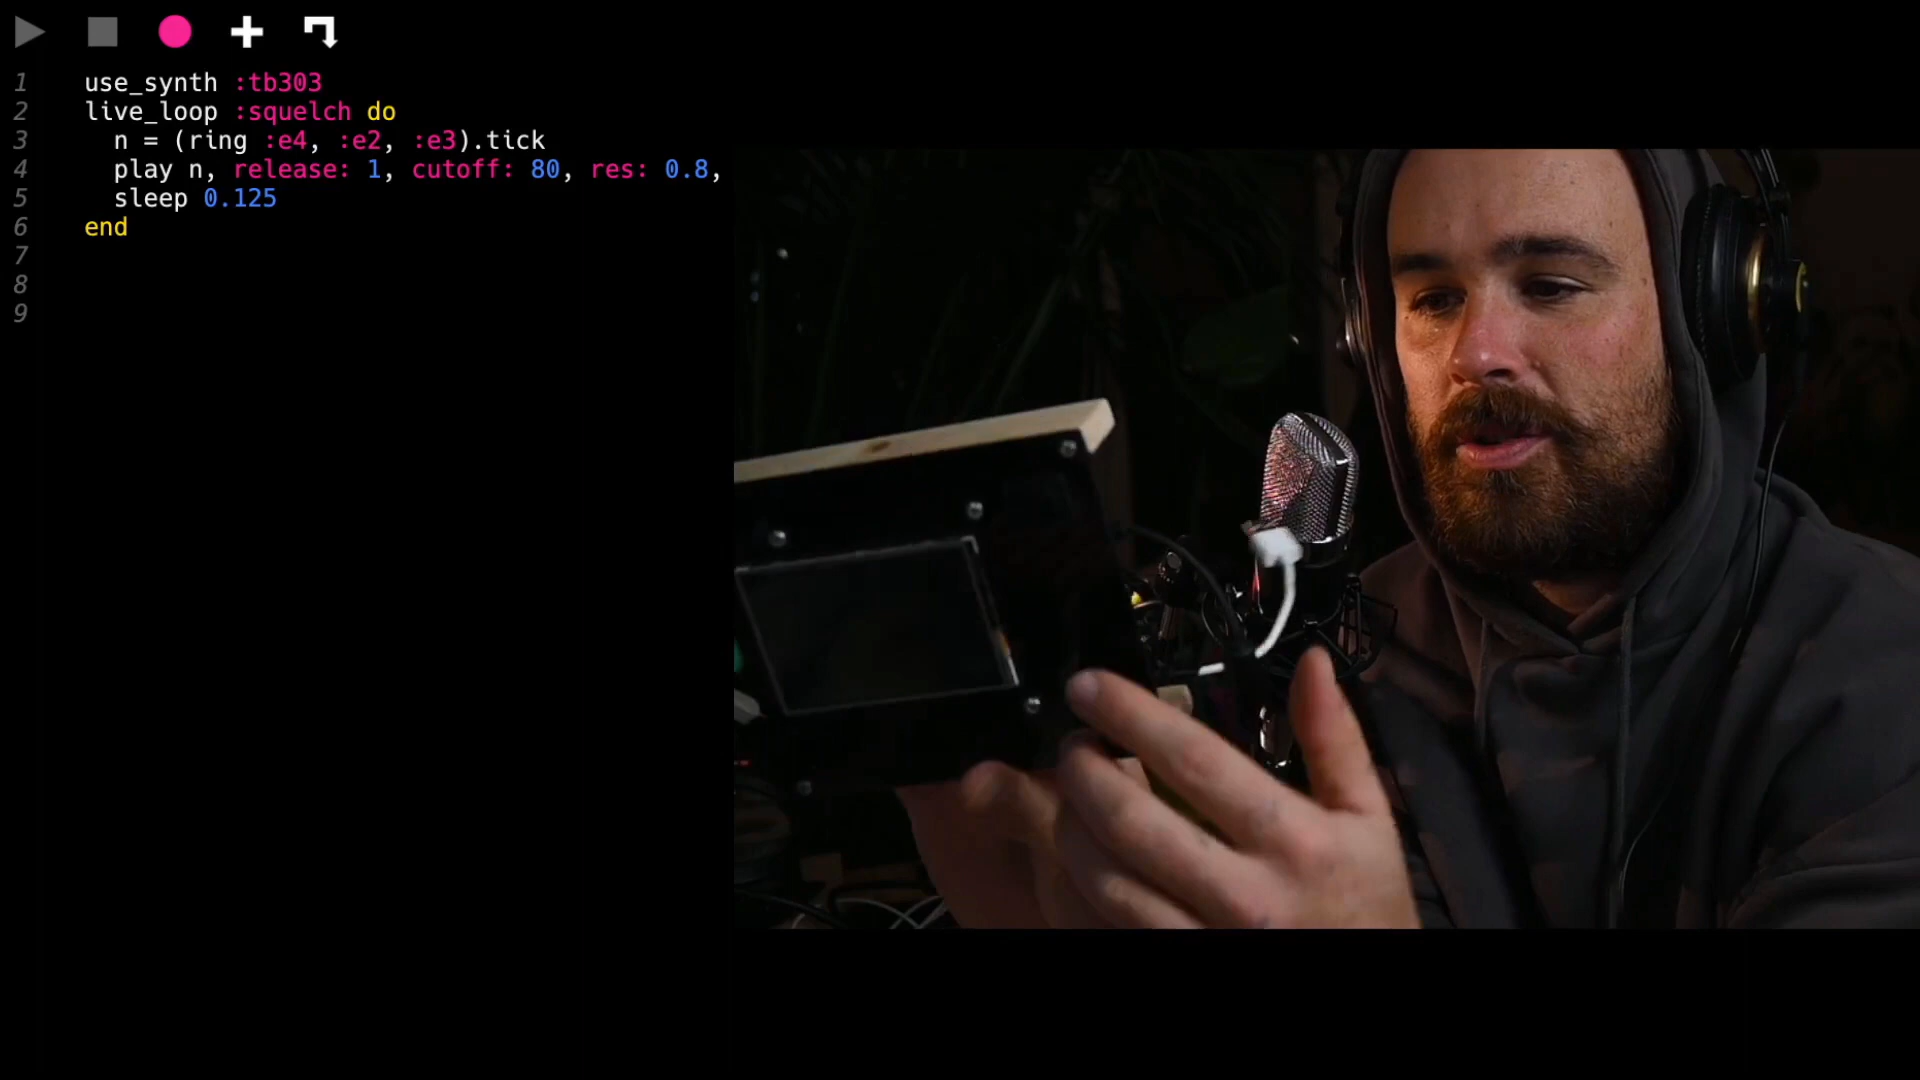 1 use_synth :tb303
2 live_loop :squelch do
3 n = (ring :e4, :e2, :e3).tick
4 play n, release: 1, cutoff: 80, res: 0.8,
5 sleep 0.125
6 end
7
8
9